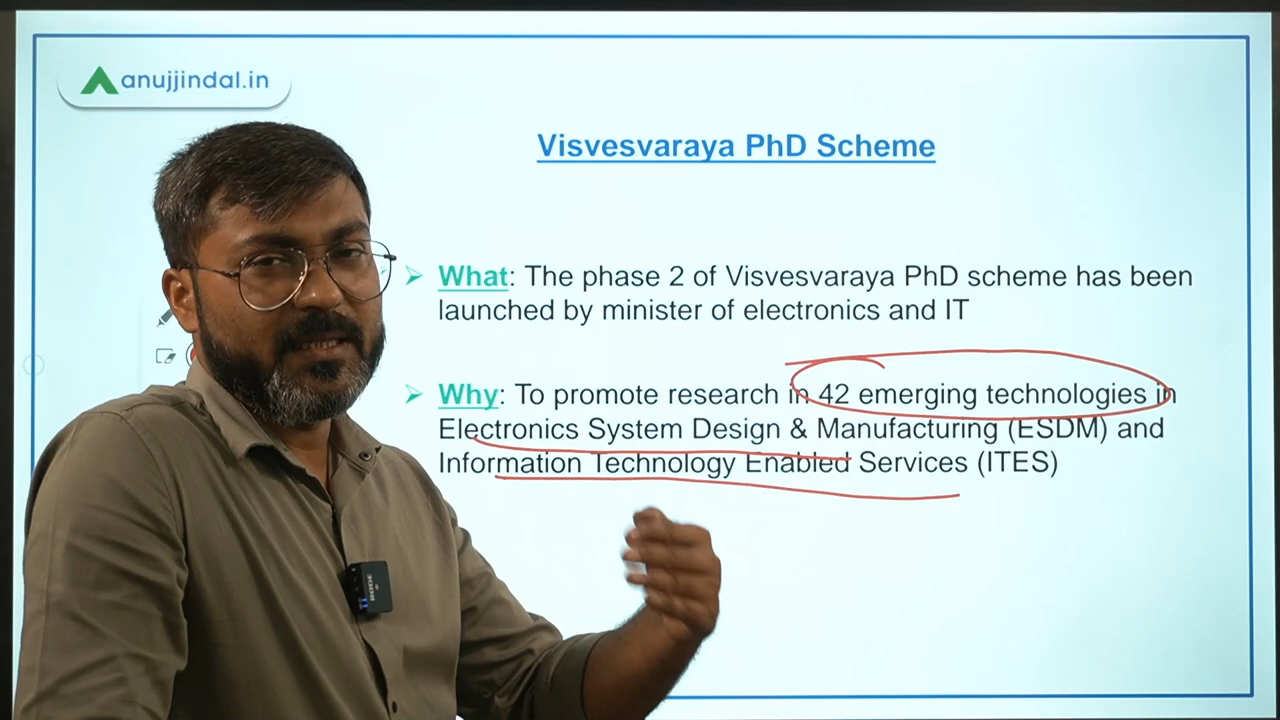 anujjindal.in
Visvesvaraya PhD Scheme
What: The phase 2 of Visvesvaraya PhD scheme has been
launched by minister of electronics and IT
Why: To promote research in 42 emerging technologies in
Electronics System Design & Manufacturing (ESDM) and
Information Technology Enabled Services (ITES)
RODE